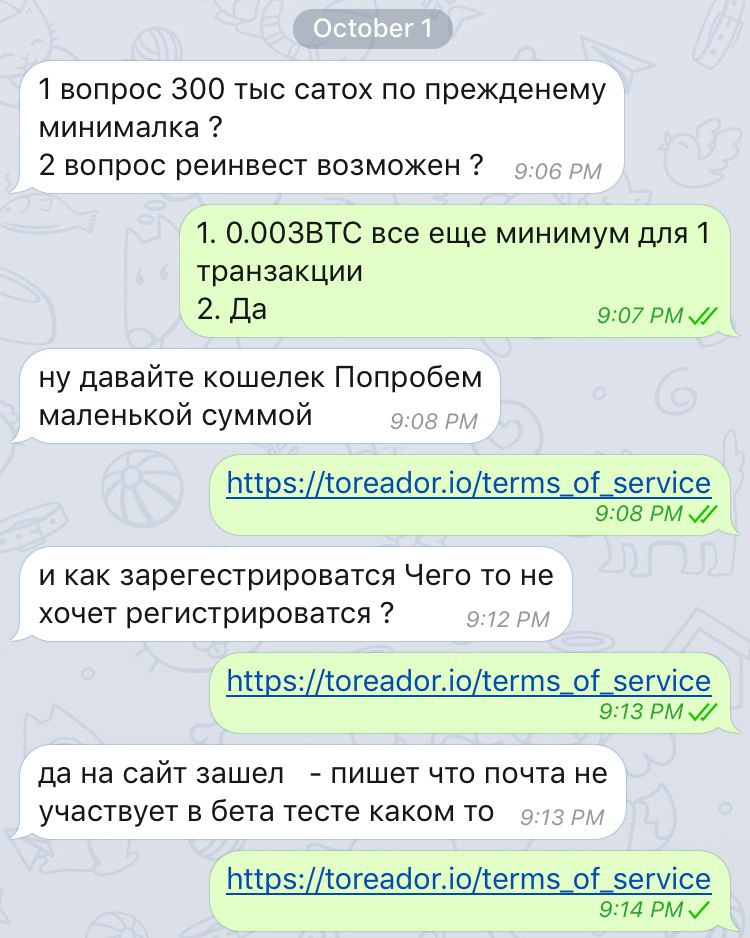 October 1
1 вопрос 300 тыс сатох по прежденему
минималка ?
2 вопрос реинвест возможен ?
9:06 PM
1. 0.003BTC все еще минимум для 1
транзакции
2. Да
9:07 PM
ну давайте кошелек Попробем
маленькой суммой
9:08 PM
https://toreador.io/terms_of_service
9:08 PM
и как зарегестрироватся Чего то не
хочет регистрироватся ?
9:12 PM
https://toreador.io/terms_of_service
9:13 PM
да на сайт зашел - пишет что почта не
участвует в бета тесте каком то
9:13 PM
https://toreador.io/terms_of_service
9:14 PM